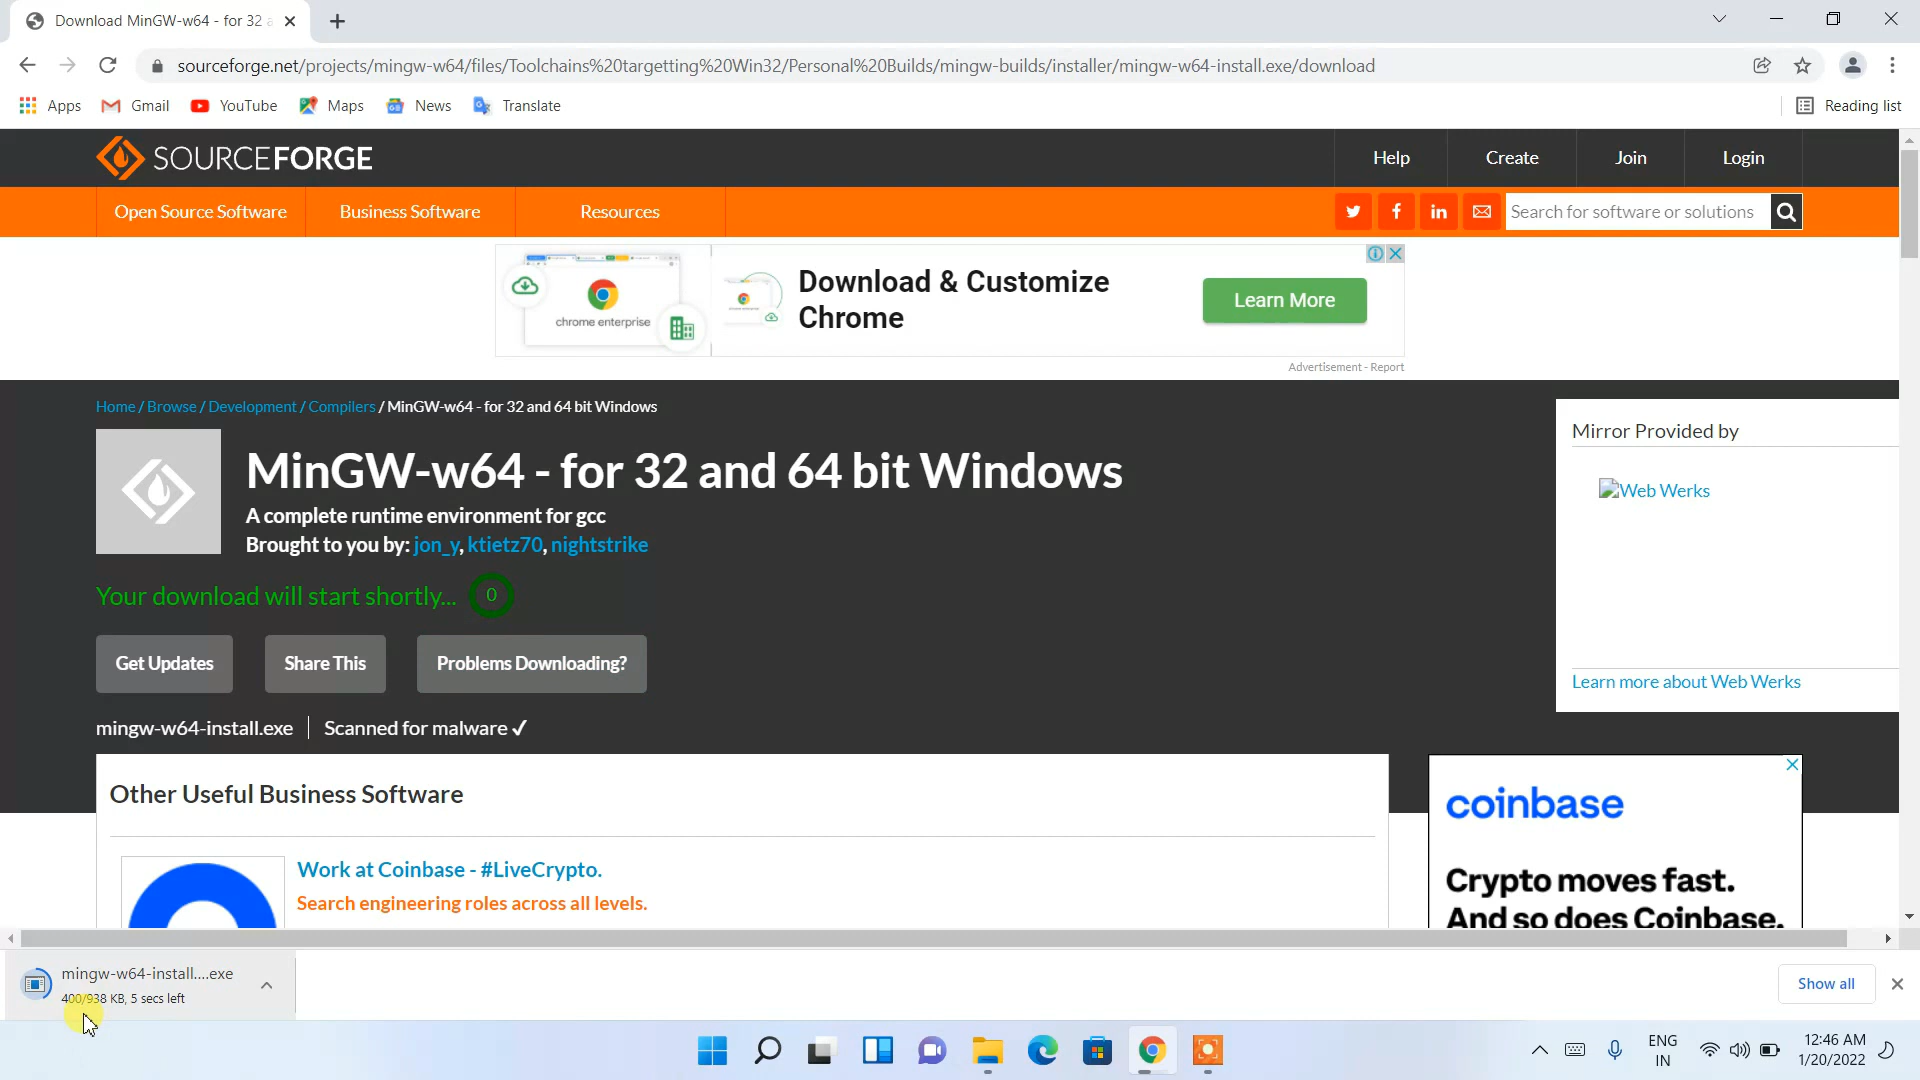 Download MinGW-w64 - for 32 a
sourceforge.net/projects/mingw-w64/files/Toolchains%20targetting%20Win32/Personal%20Builds/mingw-builds/installer/mingw-w64-install.exe/download
Apps Gmail YouTube Maps News Translate Reading list
SOURCEFORGE Help Create Join Login
Open Source Software Business Software Resources Search for software or solutions
chrome enterprise
Download & Customize
Chrome
Learn More
Advertisement - Report
Home / Browse / Development / Compilers / MinGW-w64 - for 32 and 64 bit Windows
MinGW-w64 - for 32 and 64 bit Windows
A complete runtime environment for gcc
Brought to you by: jon_y, ktietz70, nightstrike
Mirror Provided by
Web Werks
Learn more about Web Werks
Your download will start shortly... 0
Get Updates Share This Problems Downloading?
mingw-w64-install.exe Scanned for malware ✓
Other Useful Business Software
Work at Coinbase - #LiveCrypto.
Search engineering roles across all levels.
coinbase
Crypto moves fast.
And so does Coinbase.
mingw-w64-install....exe
400/938 KB, 5 secs left
Show all
ENG
IN
12:46 AM
1/20/2022